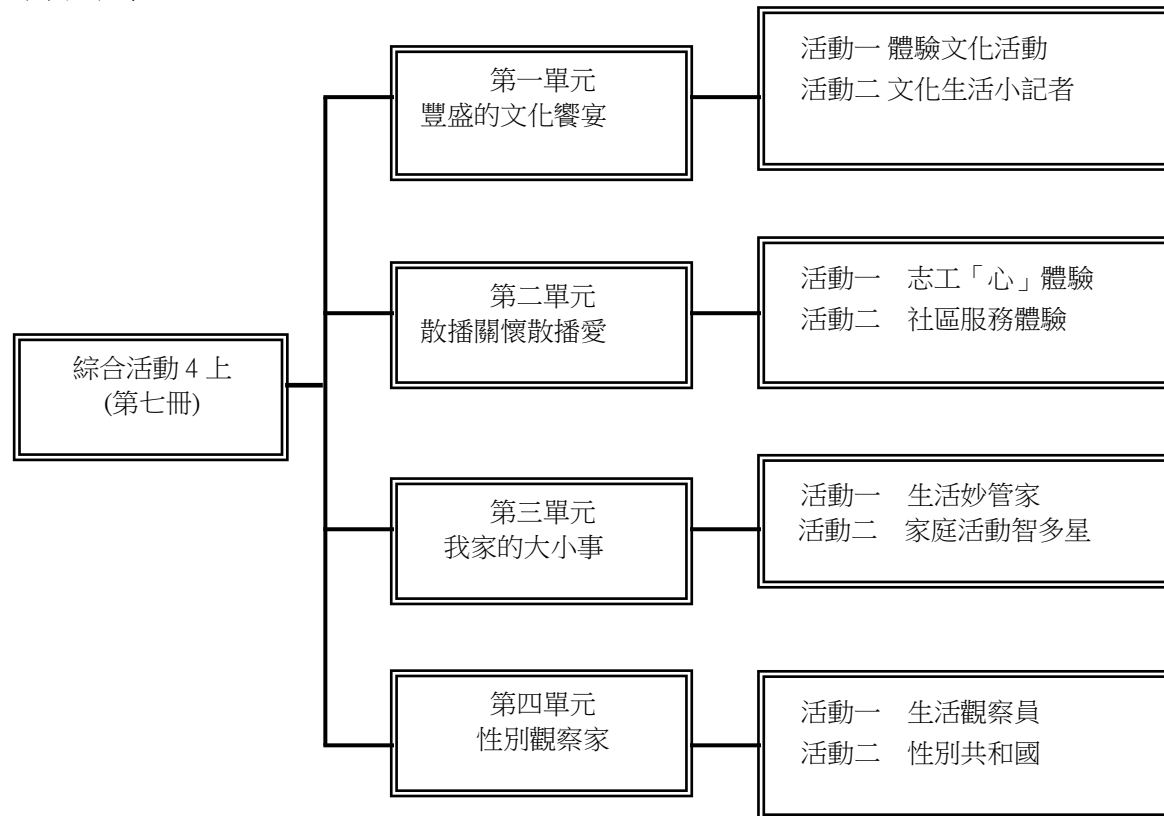 綜合活動 4 上
(第七冊)
第一單元
豐盛的文化饗宴
活動一 體驗文化活動
活動二 文化生活小記者
第二單元
散播關懷散播愛
活動一　志工「心」體驗
活動二　社區服務體驗
第三單元
我家的大小事
活動一　生活妙管家
活動二　家庭活動智多星
第四單元
性別觀察家
活動一　生活觀察員
活動二　性別共和國